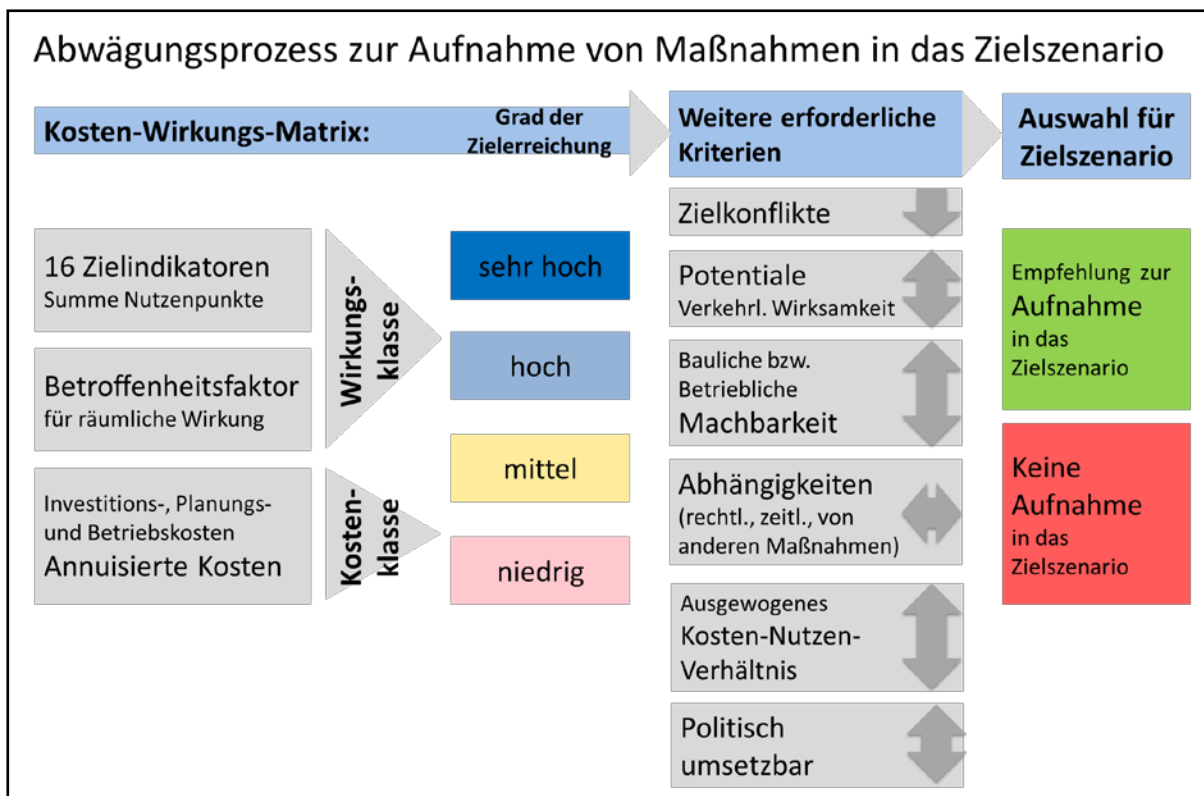 Abwägungsprozess zur Aufnahme von Maßnahmen in das Zielszenario
Kosten-Wirkungs-Matrix:
Grad der
Zielerreichung
Weitere erforderliche
Kriterien
Auswahl für
Zielszenario
16 Zielindikatoren
Summe Nutzenpunkte
Betroffenheitsfaktor
für räumliche Wirkung
Investitions-, Planungs-
und Betriebskosten
Annuisierte Kosten
Wirkungs-
klasse
Kosten-
klasse
sehr hoch
hoch
mittel
niedrig
Zielkonflikte
Potentiale
Verkehrl. Wirksamkeit
Bauliche bzw.
Betriebliche
Machbarkeit
Abhängigkeiten
(rechtl., zeitl., von
anderen Maßnahmen)
Ausgewogenes
Kosten-Nutzen-
Verhältnis
Politisch
umsetzbar
Empfehlung zur
Aufnahme
in das
Zielszenario
Keine
Aufnahme
in das
Zielszenario